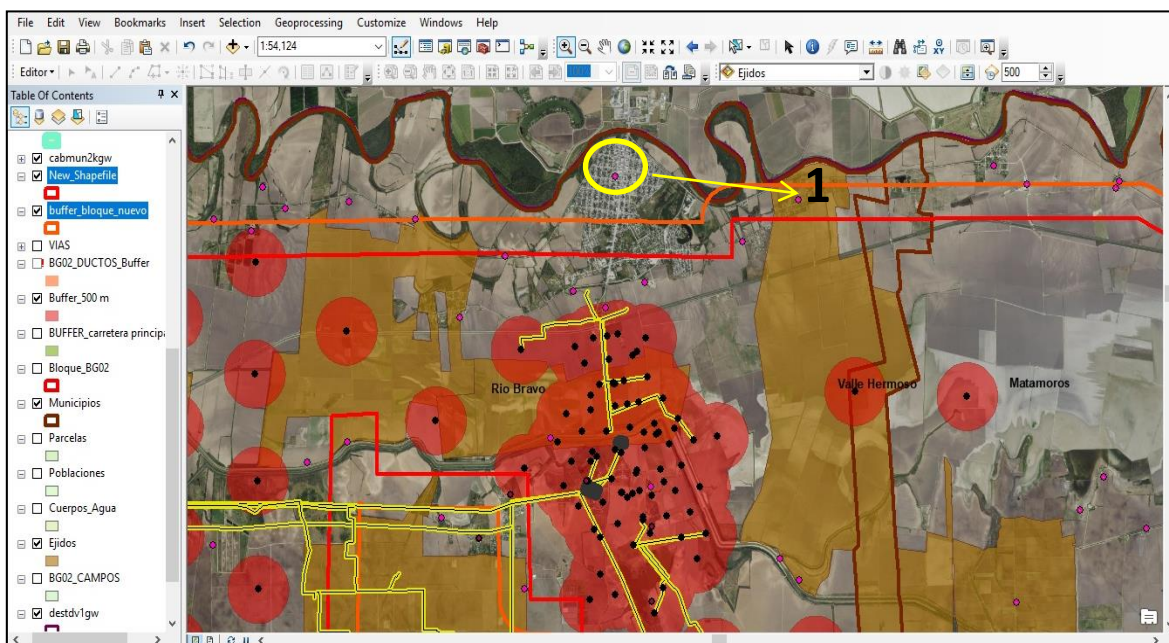 File Edit View Bookmarks Insert Selection Geoprocessing Customize Windows Help
1:54,124
Editor Ejidos 500
Table Of Contents
cabmun2kgw
New_Shapefile
buffer_bloque_nuevo
VIAS
BG02_DUCTOS_Buffer
Buffer_500 m
BUFFER_carretera principa
Bloque_BG02
Municipios
Parcelas
Poblaciones
Cuerpos_Agua
Ejidos
BG02_CAMPOS
destdv1gw
1
Rio Bravo
Valle Hermoso
Matamoros